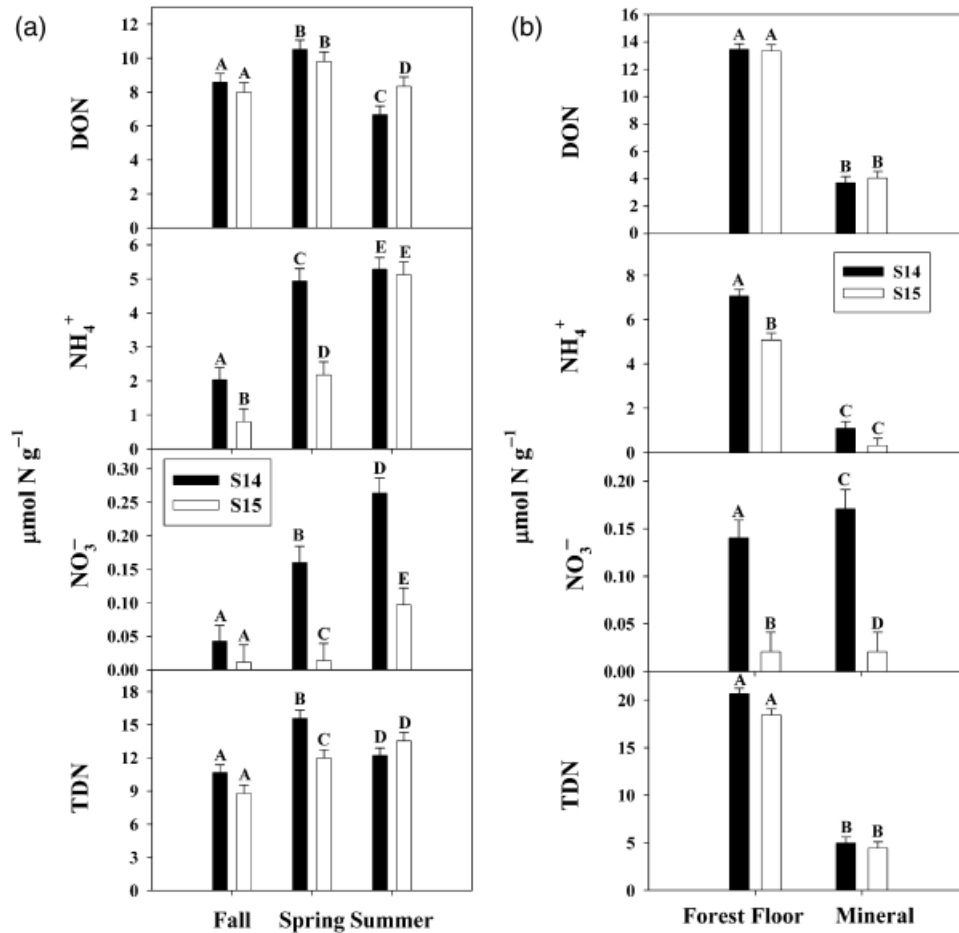 (a)
DON
12
10
8
6
4
2
0
A A B B C D
NH₄⁺
6
5
4
3
2
1
0
A B C D E E
µmol N g⁻¹
NO₃⁻
0.30
0.25
0.20
0.15
0.10
0.05
0.00
S14
S15
A A B C D E
TDN
18
15
12
9
6
3
0
A A B C D D
Fall Spring Summer
(b)
DON
16
14
12
10
8
6
4
2
0
A A B B
NH₄⁺
8
6
4
2
0
S14
S15
A B C C
µmol N g⁻¹
NO₃⁻
0.20
0.15
0.10
0.05
0.00
A C D
TDN
20
15
10
5
0
A A B B
Forest Floor Mineral